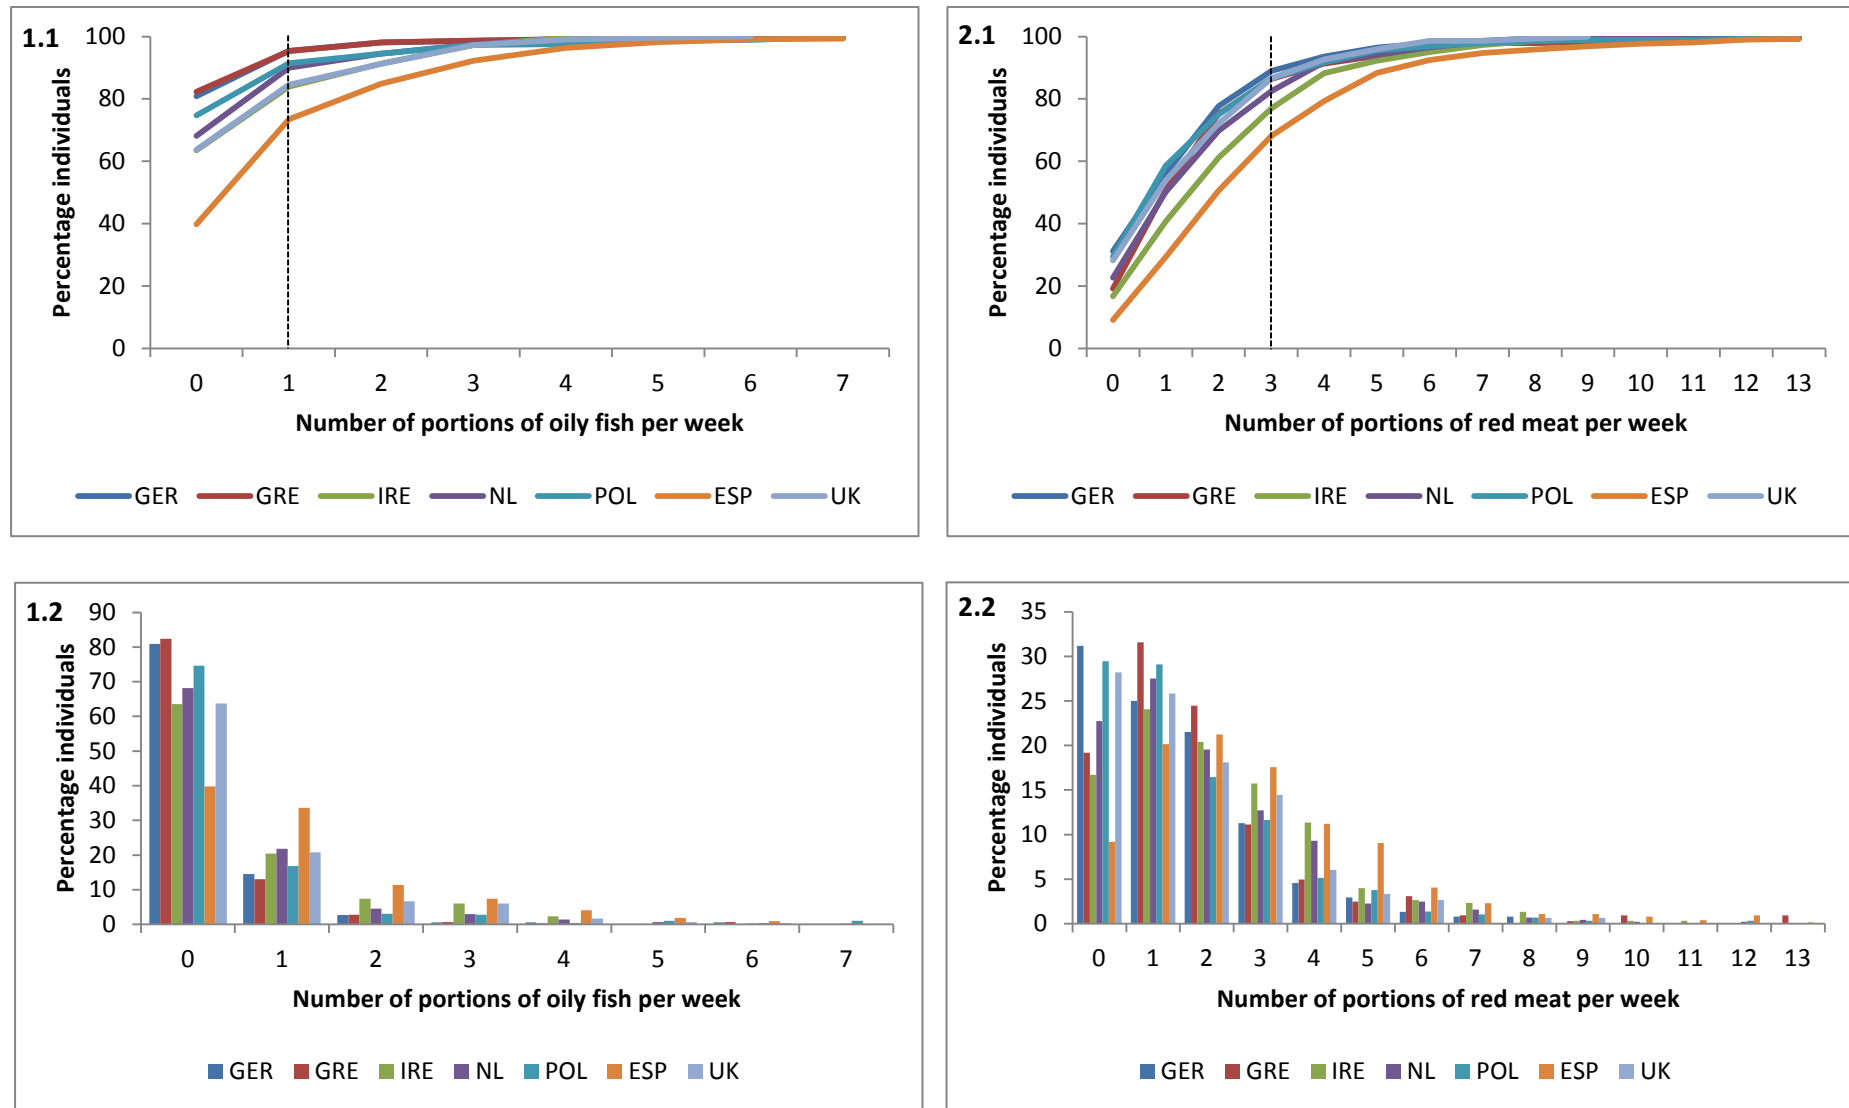 1.1
Percentage individuals
100
80
60
40
20
0
0 1 2 3 4 5 6 7
Number of portions of oily fish per week
GER GRE IRE NL POL ESP UK
2.1
Percentage individuals
100
80
60
40
20
0
0 1 2 3 4 5 6 7 8 9 10 11 12 13
Number of portions of red meat per week
GER GRE IRE NL POL ESP UK
1.2
Percentage individuals
90
80
70
60
50
40
30
20
10
0
0 1 2 3 4 5 6 7
Number of portions of oily fish per week
GER GRE IRE NL POL ESP UK
2.2
Percentage individuals
35
30
25
20
15
10
5
0
0 1 2 3 4 5 6 7 8 9 10 11 12 13
Number of portions of red meat per week
GER GRE IRE NL POL ESP UK